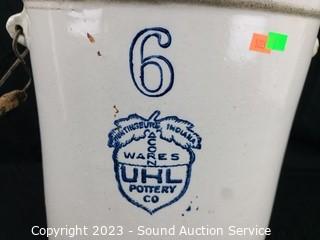 6
HUNTINGBURG, INDIANA
ACORN
WARES
UHL
POTTERY
CO
Copyright 2023 - Sound Auction Service